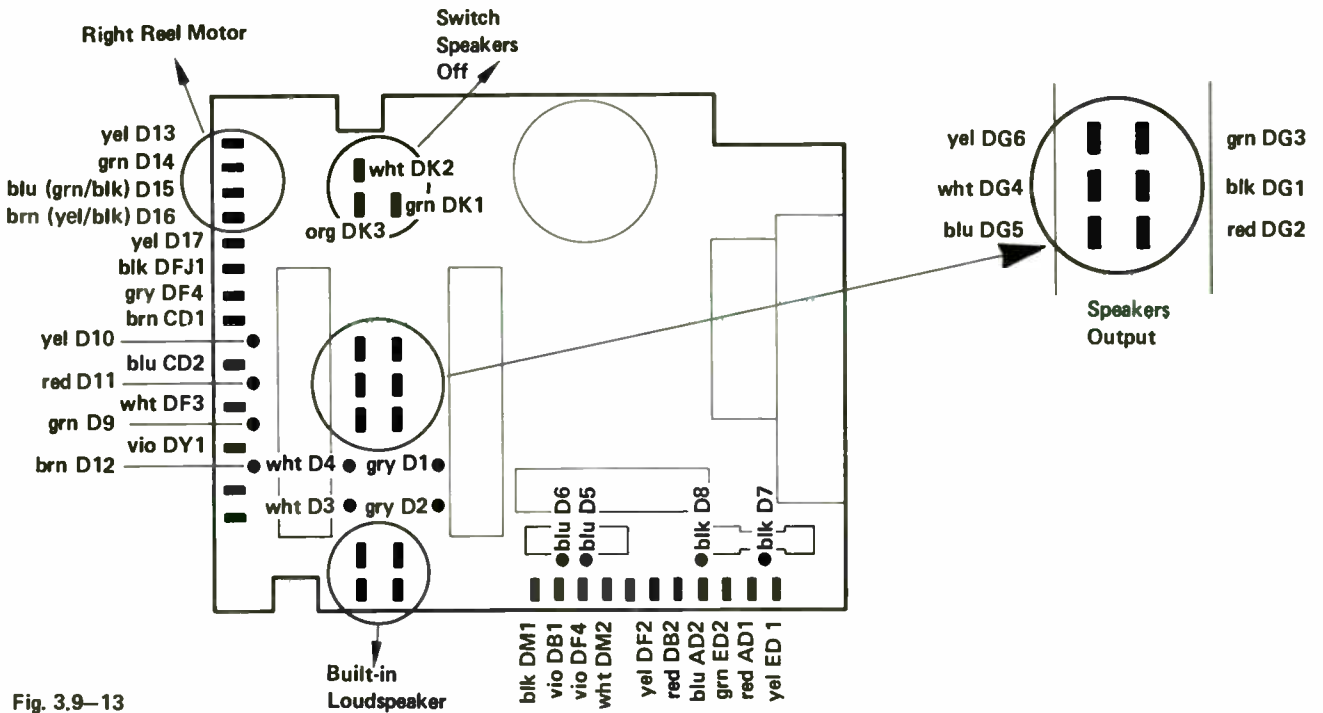 Right Reel Motor
Switch
Speakers
Off
yel D13
grn D14
blu (grn/blk) D15
brn (yel/blk) D16
yel D17
blk DFJ1
gry DF4
brn CD1
yel D10
blu CD2
red D11
wht DF3
grn D9
vio DY1
brn D12
wht DK2
grn DK1
org DK3
wht D4
gry D1
wht D3
gry D2
yel DG6
grn DG3
wht DG4
blk DG1
blu DG5
red DG2
Speakers
Output
blu D6
blu D5
blk D8
blk D7
blk DM1
vio DB1
vio DF4
wht DM2
yel DF2
red DB2
blu AD2
grn ED2
red AD1
yel ED 1
Built-in
Loudspeaker
Fig. 3.9—13